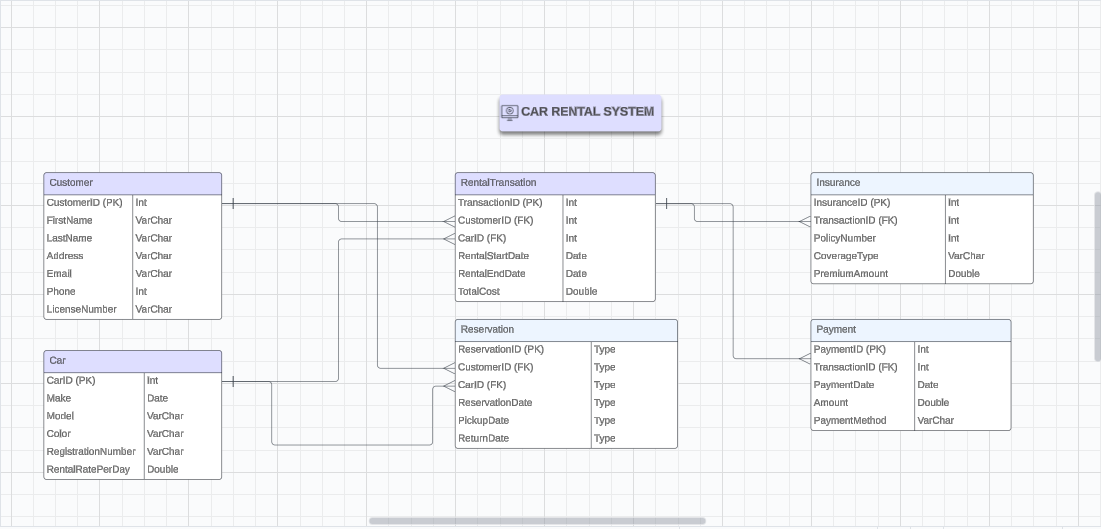 CAR RENTAL SYSTEM
Customer
CustomerID (PK) Int
FirstName VarChar
LastName VarChar
Address VarChar
Email VarChar
Phone Int
LicenseNumber VarChar
Car
CarID (PK) Int
Make Date
Model VarChar
Color VarChar
RegistrationNumber VarChar
RentalRatePerDay Double
RentalTransation
TransactionID (PK) Int
CustomerID (FK) Int
CarID (FK) Int
RentalStartDate Date
RentalEndDate Date
TotalCost Double
Reservation
ReservationID (PK) Type
CustomerID (FK) Type
CarID (FK) Type
ReservationDate Type
PickupDate Type
ReturnDate Type
Insurance
InsuranceID (PK) Int
TransactionID (FK) Int
PolicyNumber Int
CoverageType VarChar
PremiumAmount Double
Payment
PaymentID (PK) Int
TransactionID (FK) Int
PaymentDate Date
Amount Double
PaymentMethod VarChar